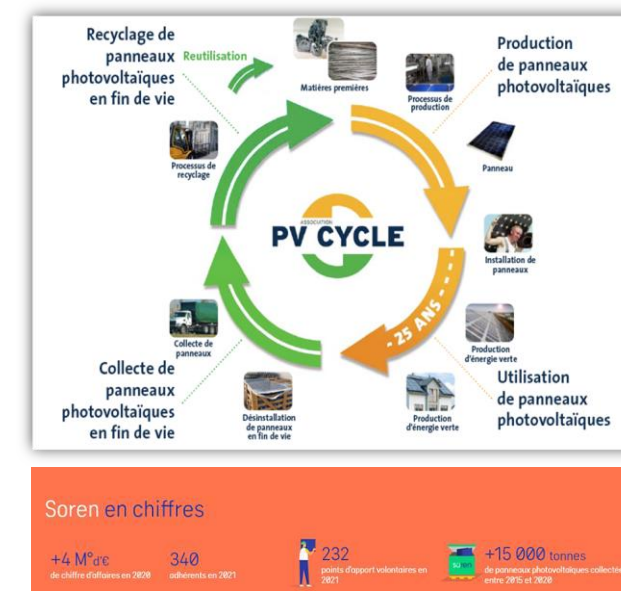 Recyclage de
panneaux
photovoltaïques
en fin de vie
Reutilisation
Matières premières
Processus de
production
Production
de panneaux
photovoltaïques
Processus de
recyclage
Panneau
ASSOCIATION
PV CYCLE
Installation de
panneaux
- 25 ANS -
Collecte de
panneaux
Production
d'énergie verte
Collecte de
panneaux
photovoltaïques
en fin de vie
Désinstallation
de panneaux
en fin de vie
Production
d'énergie verte
Utilisation
de panneaux
photovoltaïques
Soren en chiffres
+4 M°d'€
de chiffre d'affaires en 2020
340
adhérents en 2021
232
points d'apport volontaires en
2021
soren
+15 000 tonnes
de panneaux photovoltaïques collectés
entre 2015 et 2020